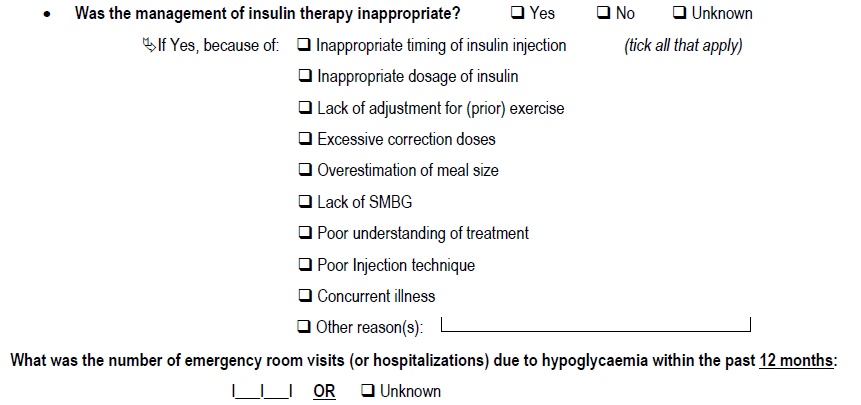 • Was the management of insulin therapy inappropriate? ❑ Yes ❑ No ❑ Unknown
If Yes, because of: ❑ Inappropriate timing of insulin injection (tick all that apply)
❑ Inappropriate dosage of insulin
❑ Lack of adjustment for (prior) exercise
❑ Excessive correction doses
❑ Overestimation of meal size
❑ Lack of SMBG
❑ Poor understanding of treatment
❑ Poor Injection technique
❑ Concurrent illness
❑ Other reason(s):
What was the number of emergency room visits (or hospitalizations) due to hypoglycaemia within the past 12 months:
|__|__| OR ❑ Unknown